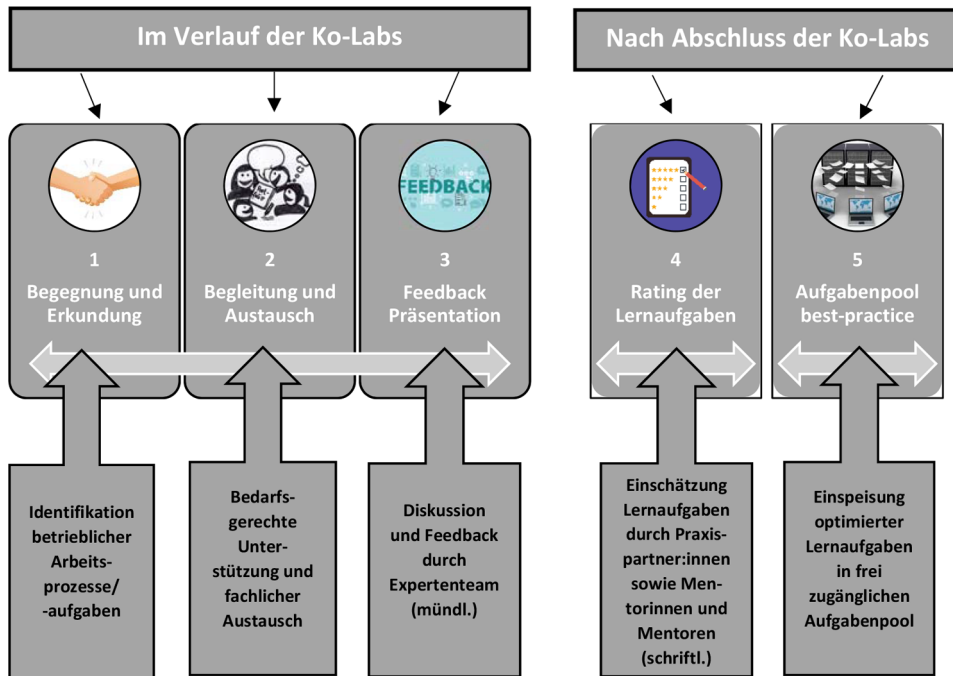 Im Verlauf der Ko-Labs
Nach Abschluss der Ko-Labs
FEEDBACK
1
Begegnung und
Erkundung
2
Begleitung und
Austausch
3
Feedback
Präsentation
4
Rating der
Lernaufgaben
5
Aufgabenpool
best-practice
Identifikation
betrieblicher
Arbeits-
prozesse/
-aufgaben
Bedarfs-
gerechte
Unter-
stützung und
fachlicher
Austausch
Diskussion
und Feedback
durch
Expertenteam
(mündl.)
Einschätzung
Lernaufgaben
durch Praxis-
partner:innen
sowie Men-
torinnen und
Mentoren
(schriftl.)
Einspeisung
optimierter
Lernaufgaben
in frei
zugänglichen
Aufgabenpool